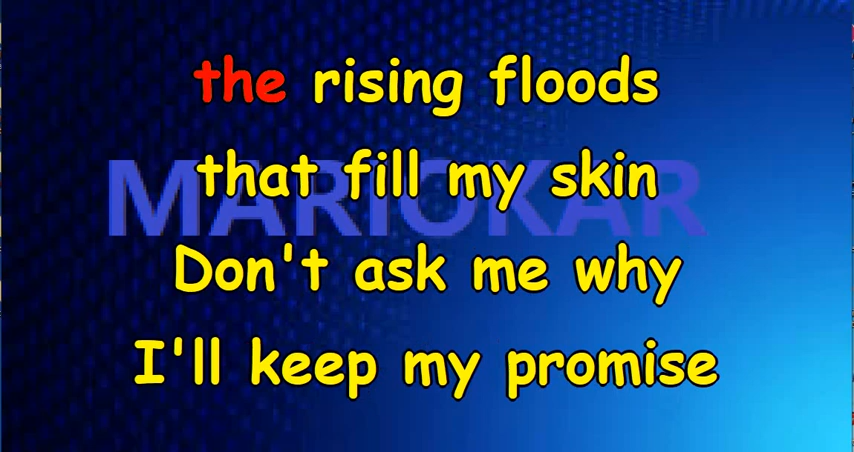 the rising floods
MARIOKAR
that fill my skin
Don't ask me why
I'll keep my promise